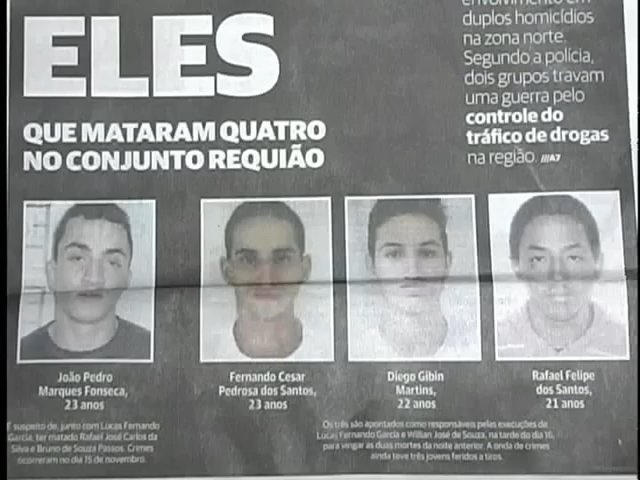 ELES
QUE MATARAM QUATRO
NO CONJUNTO REQUIÃO
envolvimento em
duplos homicídios
na zona norte.
Segundo a polícia,
dois grupos travam
uma guerra pelo
controle do
tráfico de drogas
na região. ///A7
João Pedro
Marques Fonseca,
23 anos
É suspeito de, junto com Lucas Fernando
Garcia, ter matado Rafael José Carlos da
Silva e Bruno de Souza Passos. Crimes
ocorreram no dia 15 de novembro.
Fernando Cesar
Pedrosa dos Santos,
23 anos
Diego Gibin
Martins,
22 anos
Rafael Felipe
dos Santos,
21 anos
Os três são apontados como responsáveis pelas execuções de
Lucas Fernando Garcia e Willian José de Souza, na tarde do dia 16,
para vingar as duas mortes da noite anterior. A onda de crimes
ainda teve três jovens feridos a tiros.